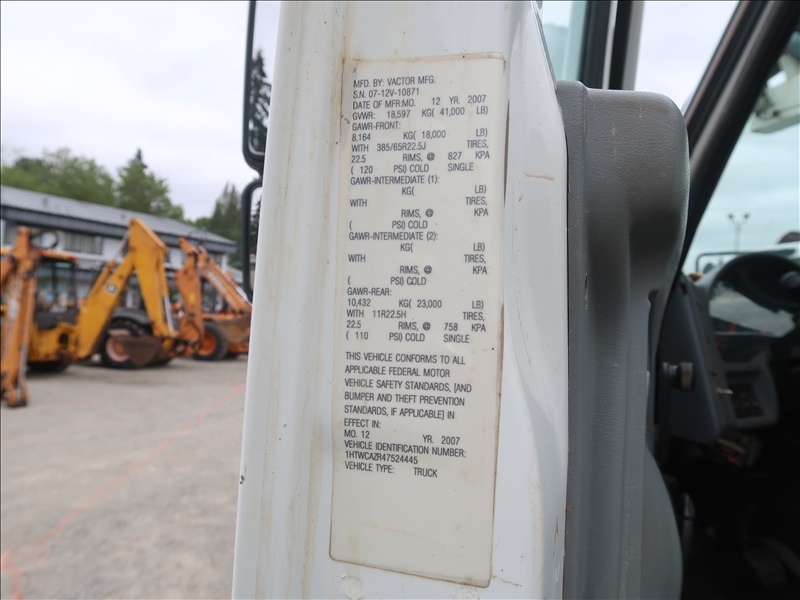 MFD. BY: VACTOR MFG.
S.N. 07-12V-10871
DATE OF MFR:MO. 12 YR. 2007
GVWR: 18,597 KG( 41,000 LB)
GAWR-FRONT:
8,164 KG( 18,000 LB)
WITH 385/65R22.5J TIRES,
22.5 RIMS, @ 827 KPA
( 120 PSI) COLD SINGLE
GAWR-INTERMEDIATE (1):
KG( LB)
WITH TIRES,
RIMS, @ KPA
( PSI) COLD
GAWR-INTERMEDIATE (2):
KG( LB)
WITH TIRES,
RIMS, @ KPA
( PSI) COLD
GAWR-REAR:
10,432 KG( 23,000 LB)
WITH 11R22.5H TIRES,
22.5 RIMS, @ 758 KPA
( 110 PSI) COLD SINGLE
THIS VEHICLE CONFORMS TO ALL
APPLICABLE FEDERAL MOTOR
VEHICLE SAFETY STANDARDS, [AND
BUMPER AND THEFT PREVENTION
STANDARDS, IF APPLICABLE] IN
EFFECT IN:
MO. 12 YR. 2007
VEHICLE IDENTIFICATION NUMBER:
1HTWCAZR47524445
VEHICLE TYPE: TRUCK